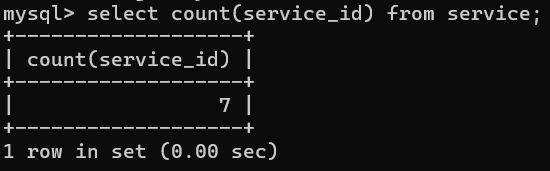 mysql> select count(service_id) from service;
+-------------------+
| count(service_id) |
+-------------------+
|                 7 |
+-------------------+
1 row in set (0.00 sec)